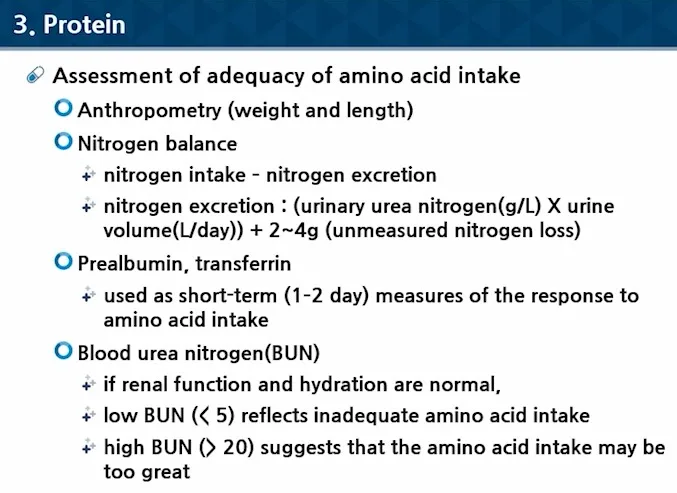 3. Protein
Assessment of adequacy of amino acid intake
Anthropometry (weight and length)
Nitrogen balance
nitrogen intake - nitrogen excretion
nitrogen excretion : (urinary urea nitrogen(g/L) X urine
volume(L/day)) + 2~4g (unmeasured nitrogen loss)
Prealbumin, transferrin
used as short-term (1-2 day) measures of the response to
amino acid intake
Blood urea nitrogen(BUN)
if renal function and hydration are normal,
low BUN (< 5) reflects inadequate amino acid intake
high BUN (> 20) suggests that the amino acid intake may be
too great